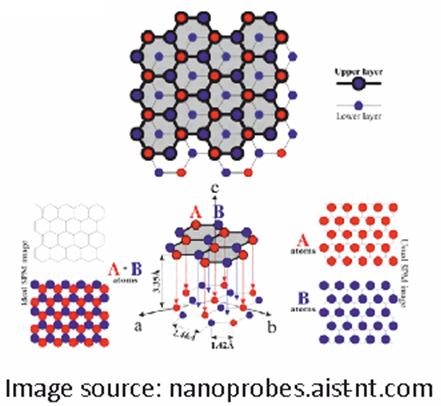 Upper layer
Lower layer
c
A B
Ideal SPM image
A + B
atoms
3.35Å
a
2.46Å
1.42Å
b
A
atoms
B
atoms
Usual SPM image
Image source: nanoprobes.aist-nt.com